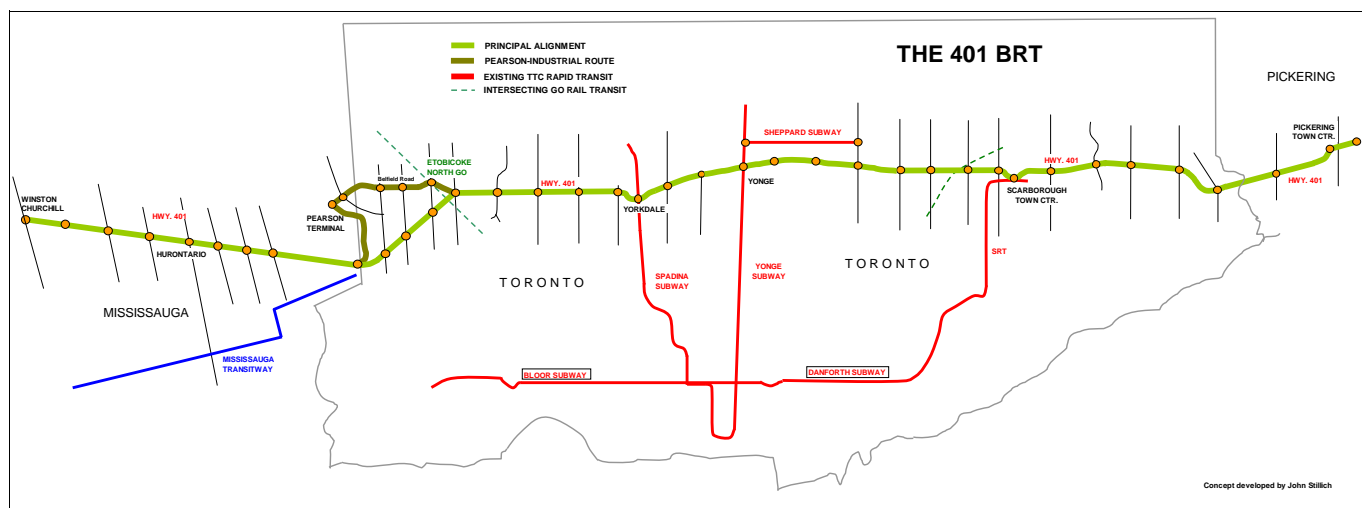 PRINCIPAL ALIGNMENT
PEARSON-INDUSTRIAL ROUTE
EXISTING TTC RAPID TRANSIT
INTERSECTING GO RAIL TRANSIT
THE 401 BRT
PICKERING
SHEPPARD SUBWAY
PICKERING
TOWN CTR.
ETOBICOKE
NORTH GO
Belfield Road
HWY. 401
YONGE
HWY. 401
HWY. 401
SCARBOROUGH
TOWN CTR.
WINSTON
CHURCHILL
HWY. 401
PEARSON
TERMINAL
YORKDALE
HURONTARIO
SRT
TORONTO
SPADINA
SUBWAY
YONGE
SUBWAY
TORONTO
MISSISSAUGA
MISSISSAUGA
TRANSITWAY
BLOOR SUBWAY
DANFORTH SUBWAY
Concept developed by John Stillich